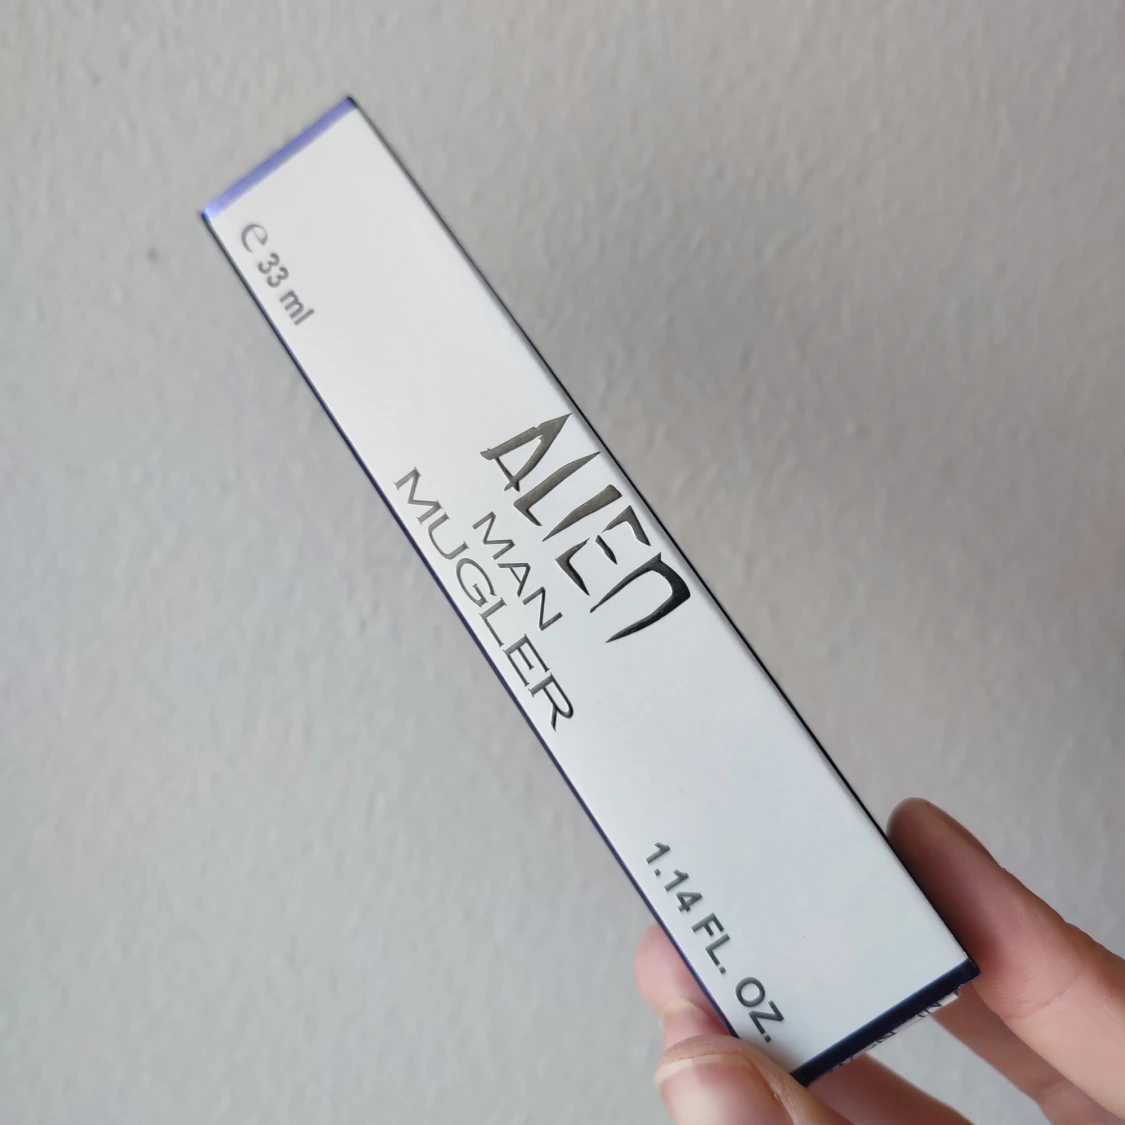 ℮ 33 ml
ALIEN
MAN
MUGLER
1.14 FL. OZ.